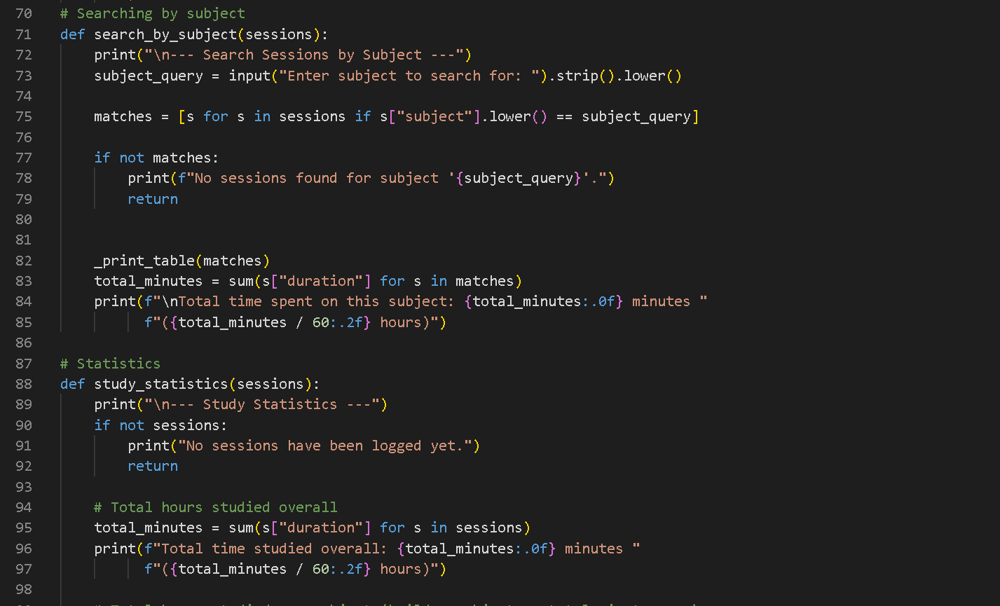 70 # Searching by subject
71 def search_by_subject(sessions):
72     print("\n--- Search Sessions by Subject ---")
73     subject_query = input("Enter subject to search for: ").strip().lower()
74
75     matches = [s for s in sessions if s["subject"].lower() == subject_query]
76
77     if not matches:
78         print(f"No sessions found for subject '{subject_query}'.")
79         return
80
81
82     _print_table(matches)
83     total_minutes = sum(s["duration"] for s in matches)
84     print(f"\nTotal time spent on this subject: {total_minutes:.0f} minutes "
85           f"({total_minutes / 60:.2f} hours)")
86
87 # Statistics
88 def study_statistics(sessions):
89     print("\n--- Study Statistics ---")
90     if not sessions:
91         print("No sessions have been logged yet.")
92         return
93
94     # Total hours studied overall
95     total_minutes = sum(s["duration"] for s in sessions)
96     print(f"Total time studied overall: {total_minutes:.0f} minutes "
97           f"({total_minutes / 60:.2f} hours)")
98